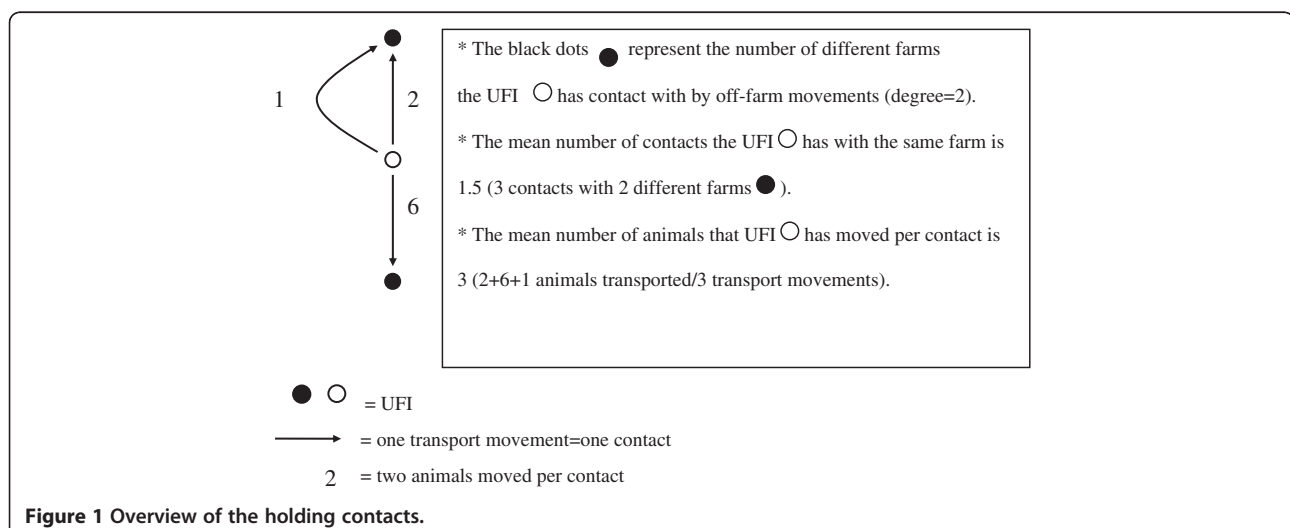 1
2
6
* The black dots represent the number of different farms
the UFI has contact with by off-farm movements (degree=2).
* The mean number of contacts the UFI has with the same farm is
1.5 (3 contacts with 2 different farms ).
* The mean number of animals that UFI has moved per contact is
3 (2+6+1 animals transported/3 transport movements).
= UFI
= one transport movement=one contact
2 = two animals moved per contact
Figure 1 Overview of the holding contacts.